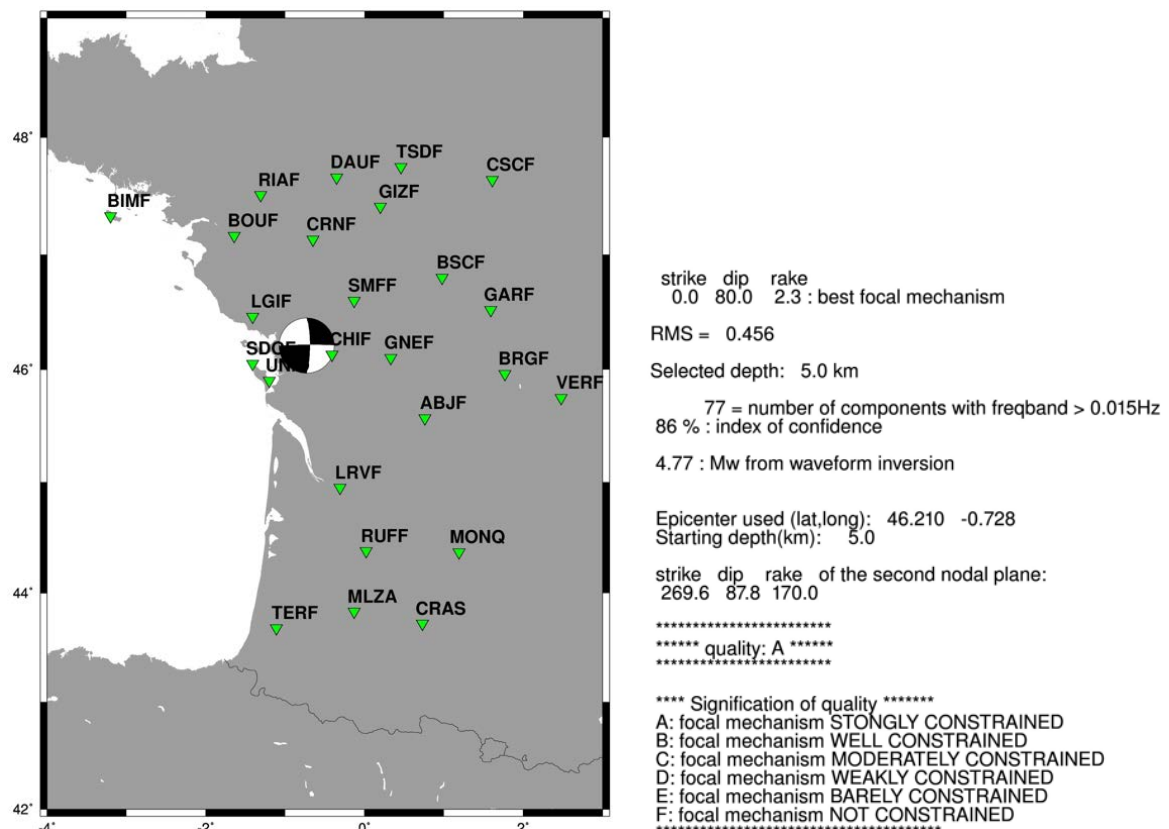 48°
46°
44°
42°
-2°
0°
TSDF
DAUF
CSCF
RIAF
GIZF
BIMF
BOUF
CRNF
BSCF
SMFF
GARF
LGIF
CHIF
GNEF
BRGF
VERF
ABJF
LRVF
RUFF
MONQ
MLZA
CRAS
TERF
strike dip rake
0.0 80.0 2.3 : best focal mechanism
RMS = 0.456
Selected depth: 5.0 km
77 = number of components with freqband > 0.015Hz
86 % : index of confidence
4.77 : Mw from waveform inversion
Epicenter used (lat,long): 46.210 -0.728
Starting depth(km): 5.0
strike dip rake of the second nodal plane:
269.6 87.8 170.0
************************
****** quality: A ******
************************
**** Signification of quality *******
A: focal mechanism STONGLY CONSTRAINED
B: focal mechanism WELL CONSTRAINED
C: focal mechanism MODERATELY CONSTRAINED
D: focal mechanism WEAKLY CONSTRAINED
E: focal mechanism BARELY CONSTRAINED
F: focal mechanism NOT CONSTRAINED
***************************************